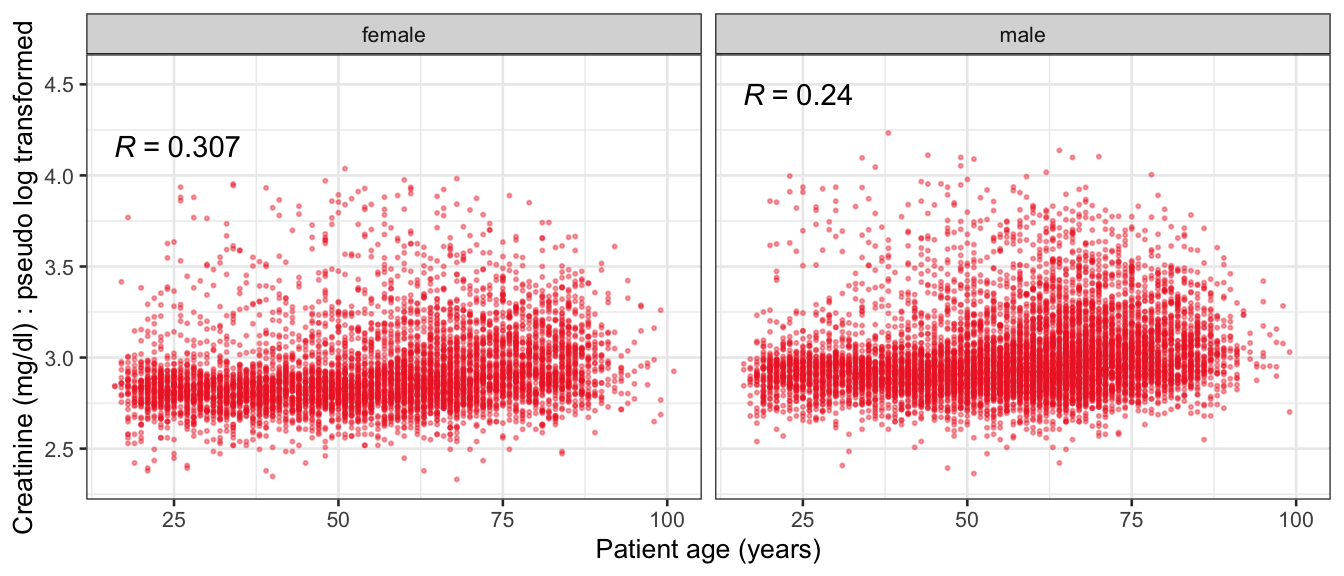 female
male
Creatinine (mg/dl) : pseudo log transformed
4.5
4.0
3.5
3.0
2.5
R = 0.307
R = 0.24
25
50
75
100
25
50
75
100
Patient age (years)